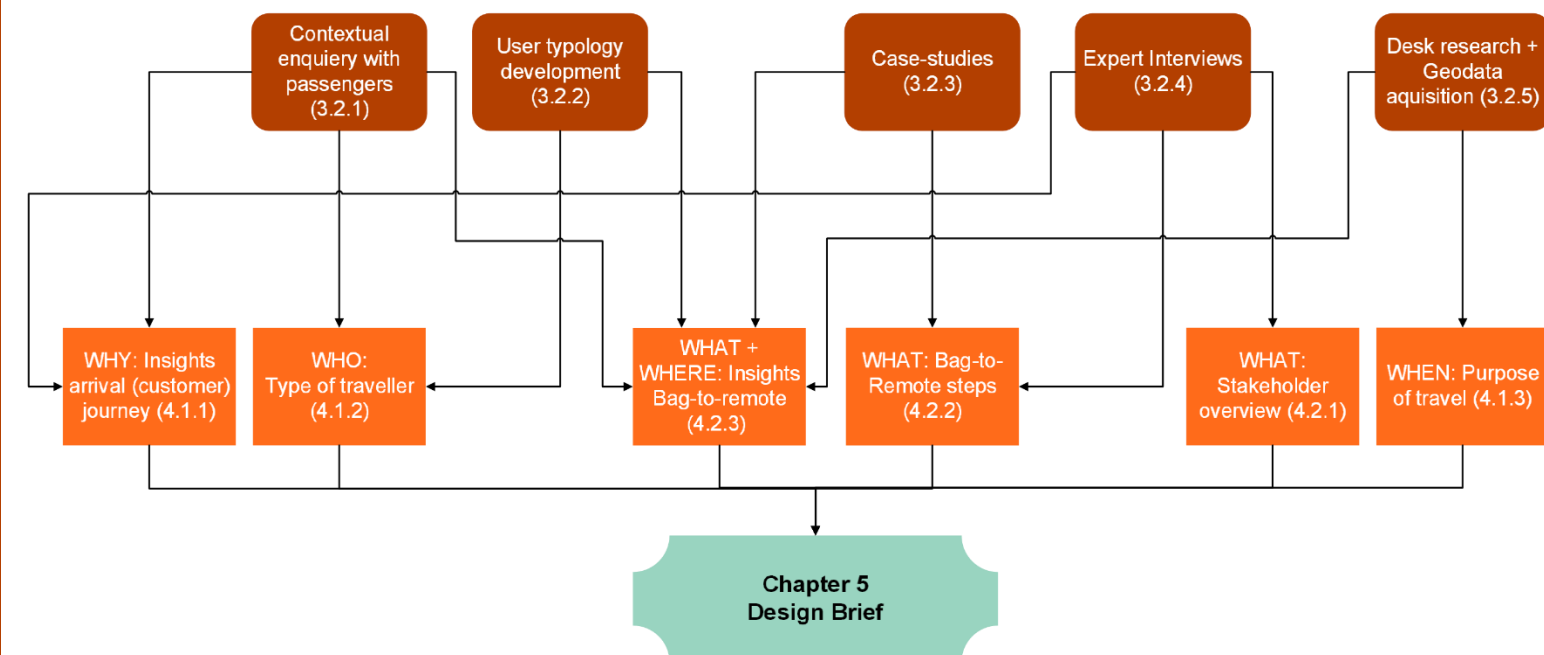 Contextual
enquiery with
passengers
(3.2.1)
User typology
development
(3.2.2)
Case-studies
(3.2.3)
Expert Interviews
(3.2.4)
Desk research +
Geodata
aquisition (3.2.5)
WHY: Insights
arrival (customer)
journey (4.1.1)
WHO:
Type of traveller
(4.1.2)
WHAT +
WHERE: Insights
Bag-to-remote
(4.2.3)
WHAT: Bag-to-
Remote steps
(4.2.2)
WHAT:
Stakeholder
overview (4.2.1)
WHEN: Purpose
of travel (4.1.3)
Chapter 5
Design Brief